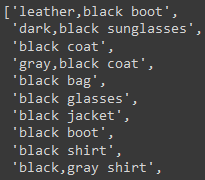 ['leather,black boot',
'dark,black sunglasses',
'black coat',
'gray,black coat',
'black bag',
'black glasses',
'black jacket',
'black boot',
'black shirt',
'black,gray shirt',